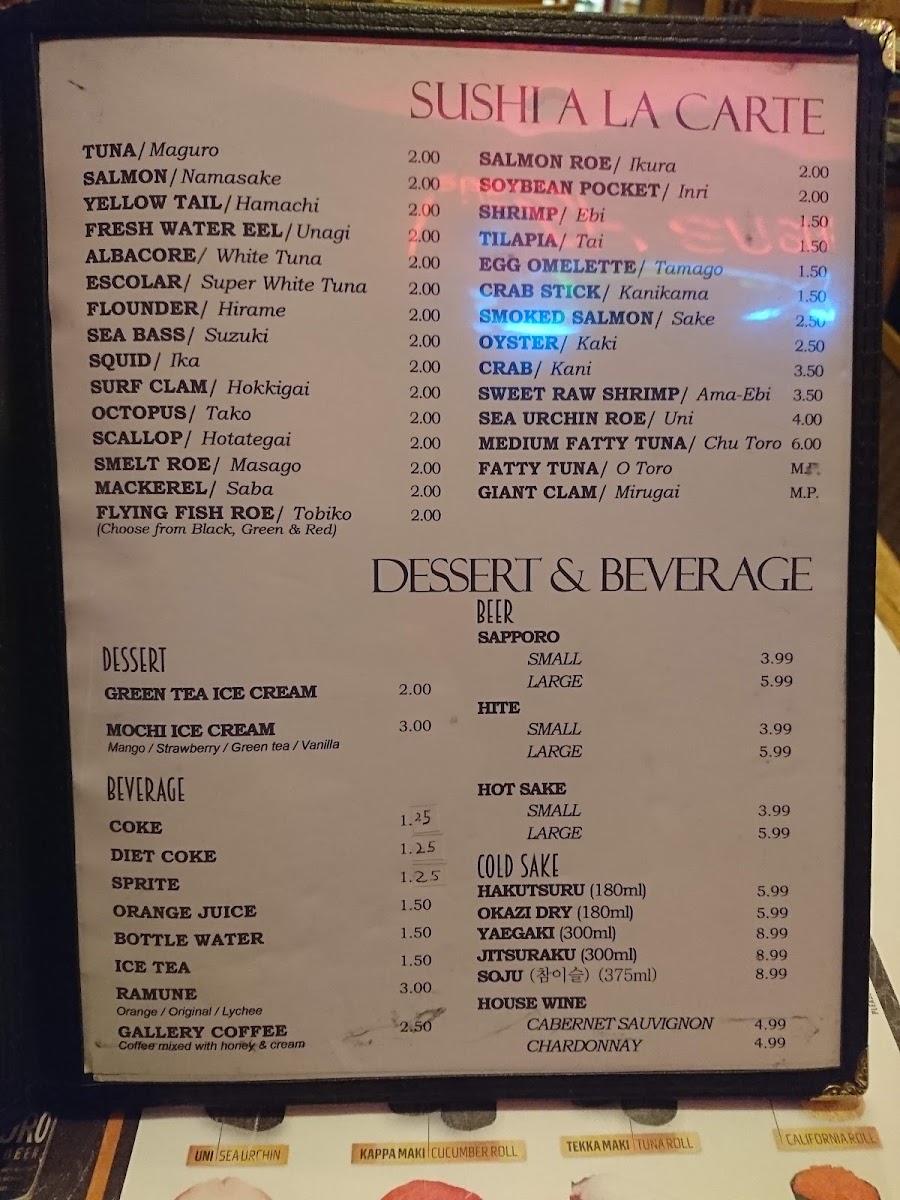 SUSHI A LA CARTE
TUNA/ Maguro 2.00
SALMON/ Namasake 2.00
YELLOW TAIL/ Hamachi 2.00
FRESH WATER EEL/ Unagi 2.00
ALBACORE/ White Tuna 2.00
ESCOLAR/ Super White Tuna 2.00
FLOUNDER/ Hirame 2.00
SEA BASS/ Suzuki 2.00
SQUID/ Ika 2.00
SURF CLAM/ Hokkigai 2.00
OCTOPUS/ Tako 2.00
SCALLOP/ Hotategai 2.00
SMELT ROE/ Masago 2.00
MACKEREL/ Saba 2.00
FLYING FISH ROE/ Tobiko 2.00
(Choose from Black, Green & Red)
SALMON ROE/ Ikura 2.00
SOYBEAN POCKET/ Inri 2.00
SHRIMP/ Ebi 1.50
TILAPIA/ Tai 1.50
EGG OMELETTE/ Tamago 1.50
CRAB STICK/ Kanikama 1.50
SMOKED SALMON/ Sake 2.50
OYSTER/ Kaki 2.50
CRAB/ Kani 3.50
SWEET RAW SHRIMP/ Ama-Ebi 3.50
SEA URCHIN ROE/ Uni 4.00
MEDIUM FATTY TUNA/ Chu Toro 6.00
FATTY TUNA/ O Toro M.P.
GIANT CLAM/ Mirugai M.P.
DESSERT & BEVERAGE
DESSERT
GREEN TEA ICE CREAM 2.00
MOCHI ICE CREAM 3.00
Mango / Strawberry / Green tea / Vanilla
BEVERAGE
COKE 1.25
DIET COKE 1.25
SPRITE 1.25
ORANGE JUICE 1.50
BOTTLE WATER 1.50
ICE TEA 1.50
RAMUNE 3.00
Orange / Original / Lychee
GALLERY COFFEE 2.50
Coffee mixed with honey & cream
BEER
SAPPORO
SMALL 3.99
LARGE 5.99
HITE
SMALL 3.99
LARGE 5.99
HOT SAKE
SMALL 3.99
LARGE 5.99
COLD SAKE
HAKUTSURU (180ml) 5.99
OKAZI DRY (180ml) 5.99
YAEGAKI (300ml) 8.99
JITSURAKU (300ml) 8.99
SOJU (참이슬) (375ml) 8.99
HOUSE WINE
CABERNET SAUVIGNON 4.99
CHARDONNAY 4.99
UNI SEA URCHIN
KAPPA MAKI CUCUMBER ROLL
TEKKA MAKI TUNA ROLL
CALIFORNIA ROLL
BEER